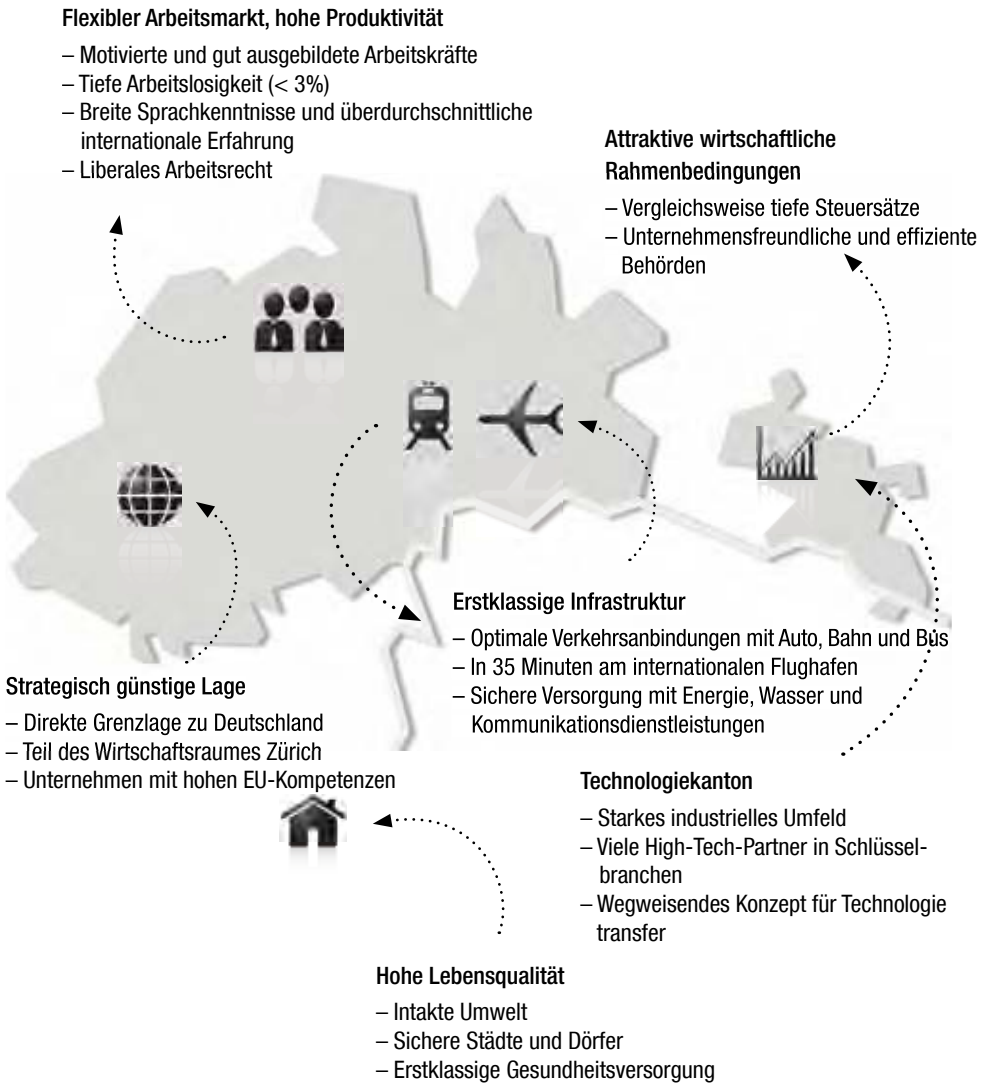 Flexibler Arbeitsmarkt, hohe Produktivität
– Motivierte und gut ausgebildete Arbeitskräfte
– Tiefe Arbeitslosigkeit (< 3%)
– Breite Sprachkenntnisse und überdurchschnittliche
internationale Erfahrung
– Liberales Arbeitsrecht
Attraktive wirtschaftliche
Rahmenbedingungen
– Vergleichsweise tiefe Steuersätze
– Unternehmensfreundliche und effiziente
Behörden
Erstklassige Infrastruktur
– Optimale Verkehrsanbindungen mit Auto, Bahn und Bus
– In 35 Minuten am internationalen Flughafen
– Sichere Versorgung mit Energie, Wasser und
Kommunikationsdienstleistungen
Strategisch günstige Lage
– Direkte Grenzlage zu Deutschland
– Teil des Wirtschaftsraumes Zürich
– Unternehmen mit hohen EU-Kompetenzen
Technologiekanton
– Starkes industrielles Umfeld
– Viele High-Tech-Partner in Schlüssel-
branchen
– Wegweisendes Konzept für Technologie
transfer
Hohe Lebensqualität
– Intakte Umwelt
– Sichere Städte und Dörfer
– Erstklassige Gesundheitsversorgung